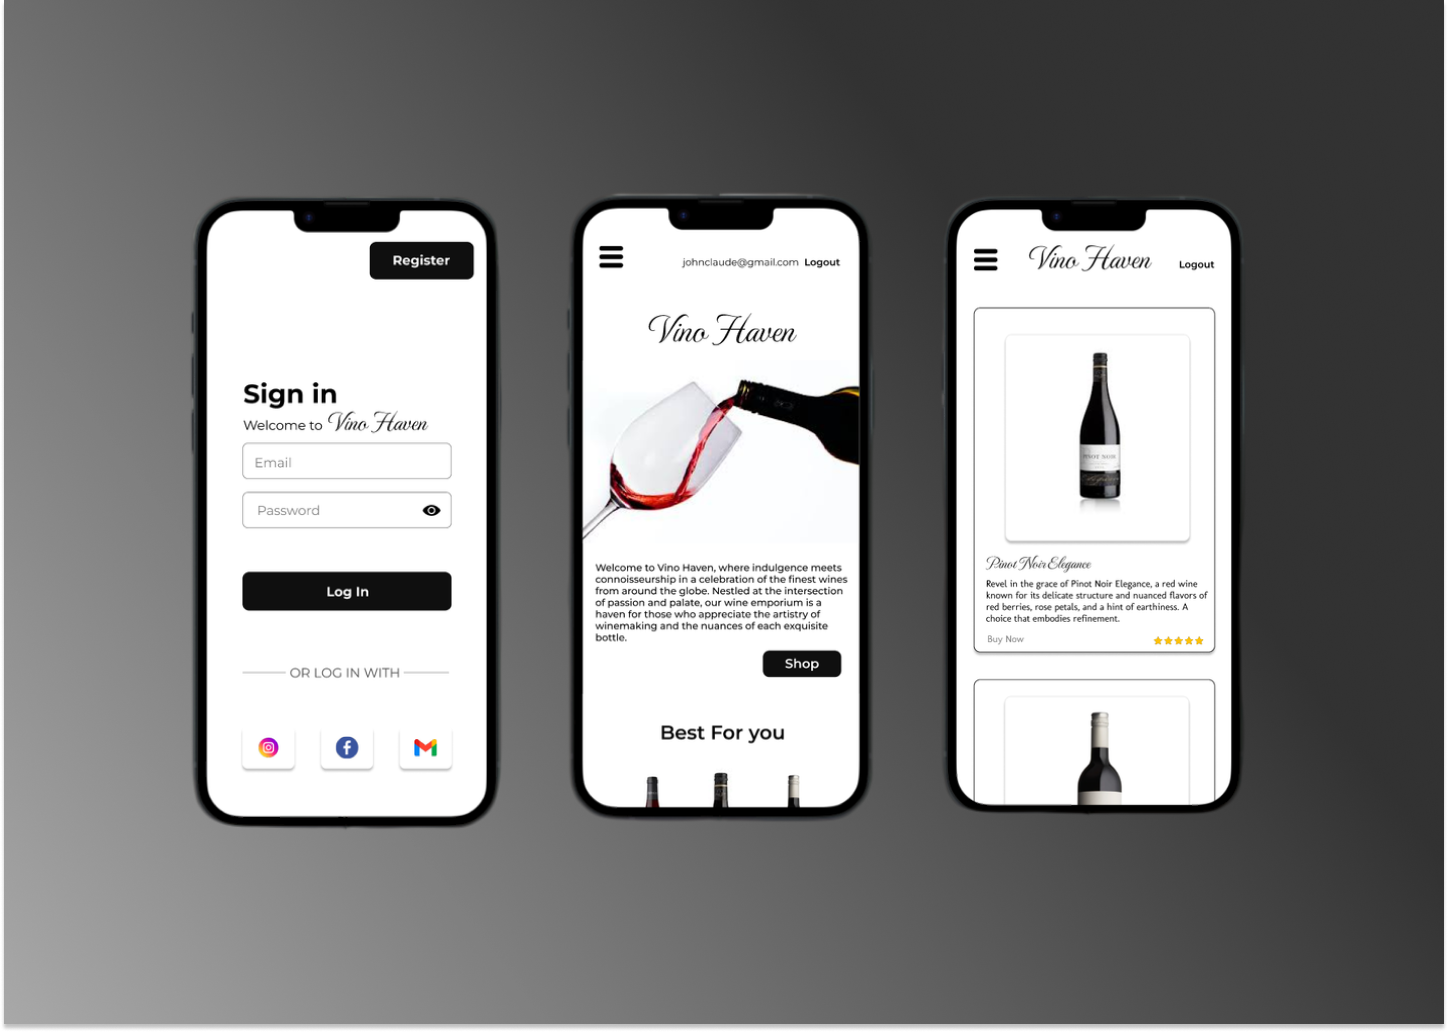 Register
Sign in
Welcome to Vino Haven
Email
Password
Log In
OR LOG IN WITH
johnclaude@gmail.com Logout
Vino Haven
Welcome to Vino Haven, where indulgence meets
connoisseurship in a celebration of the finest wines
from around the globe. Nestled at the intersection
of passion and palate, our wine emporium is a
haven for those who appreciate the artistry of
winemaking and the nuances of each exquisite
bottle.
Shop
Best For you
Vino Haven
Logout
PINOT NOIR
Pinot Noir Elegance
Revel in the grace of Pinot Noir Elegance, a red wine
known for its delicate structure and nuanced flavors of
red berries, rose petals, and a hint of earthiness. A
choice that embodies refinement.
Buy Now